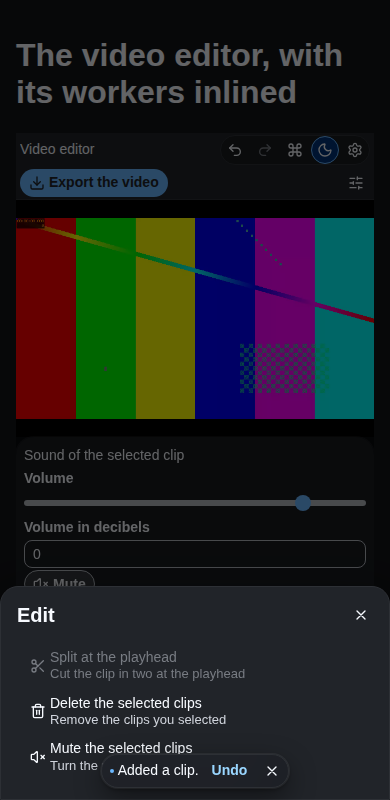 The video editor, with
its workers inlined
Video editor
Export the video
Sound of the selected clip
Volume
Volume in decibels
0
Mute
Edit
Split at the playhead
Cut the clip in two at the playhead
Delete the selected clips
Remove the clips you selected
Mute the selected clips
Turn the
Added a clip. Undo